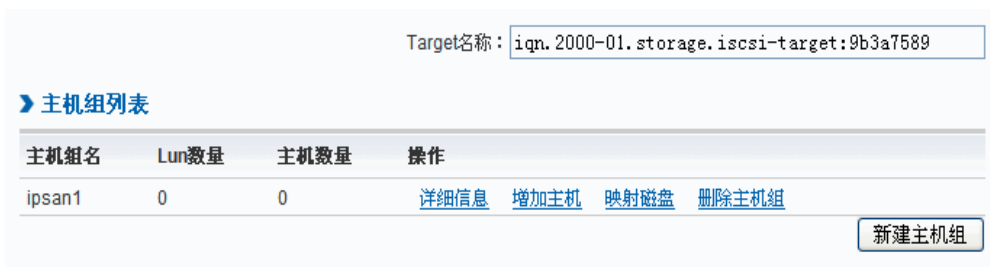 Target名称：iqn.2000-01.storage.iscsi-target:9b3a7589
主机组列表
主机组名 Lun数量 主机数量 操作
ipsan1 0 0 详细信息 增加主机 映射磁盘 删除主机组
新建主机组